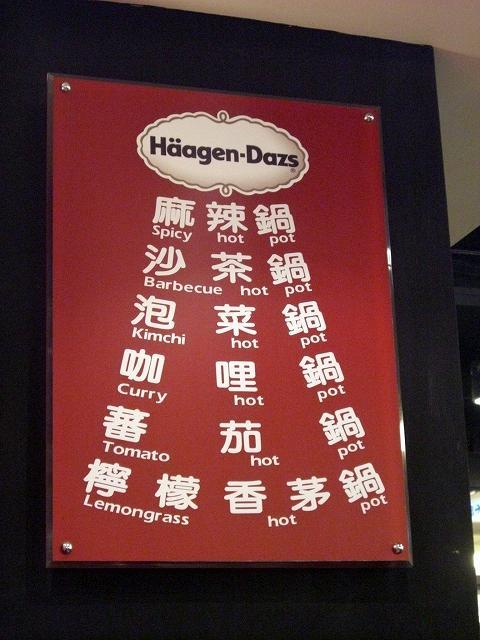 Häagen-Dazs®
麻辣鍋
Spicy hot pot
沙茶鍋
Barbecue hot pot
泡菜鍋
Kimchi hot pot
咖哩鍋
Curry hot pot
蕃茄鍋
Tomato hot pot
檸檬香茅鍋
Lemongrass hot pot